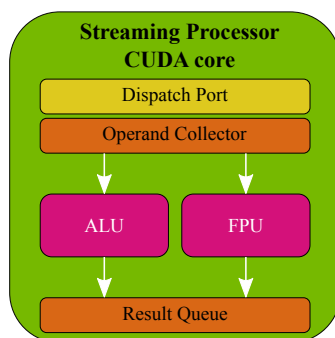 Streaming Processor
CUDA core
Dispatch Port
Operand Collector
ALU FPU
Result Queue